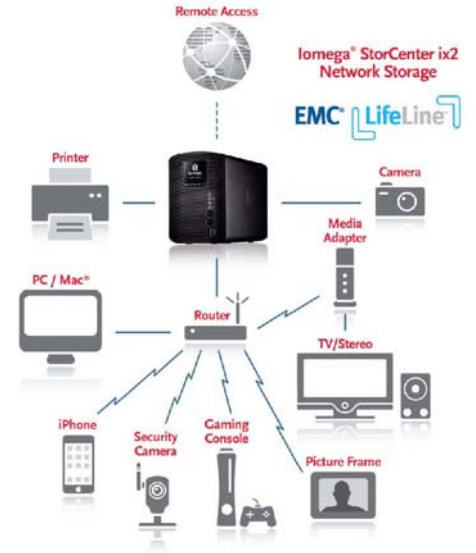 Remote Access
Iomega® StorCenter ix2
Network Storage
EMC² LifeLine™
Printer
Camera
Media
Adapter
PC / Mac®
Router
TV/Stereo
iPhone
Security
Camera
Gaming
Console
Picture Frame